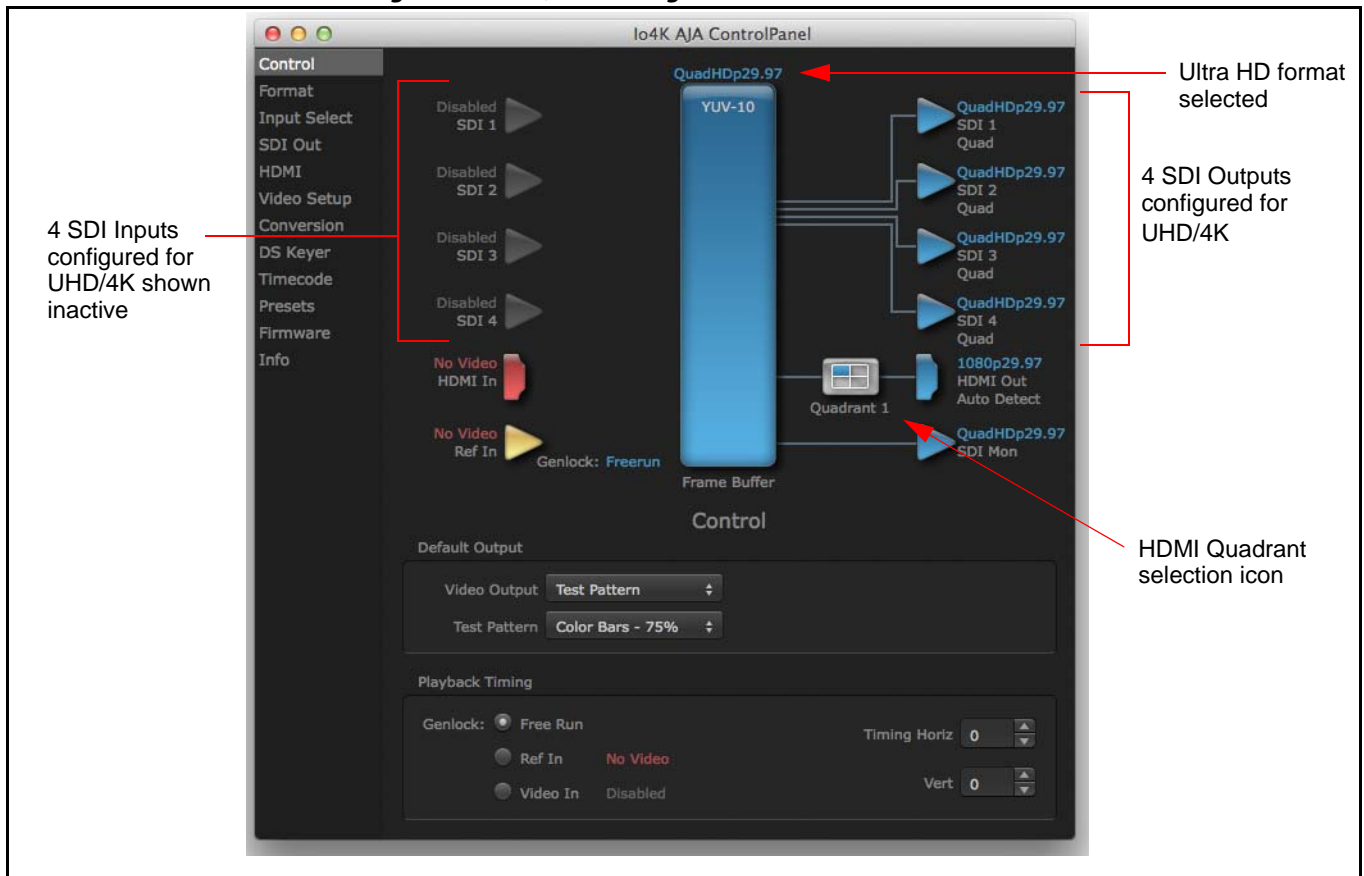 Io4K AJA ControlPanel
Control
Format
Input Select
SDI Out
HDMI
Video Setup
Conversion
DS Keyer
Timecode
Presets
Firmware
Info
4 SDI Inputs
configured for
UHD/4K shown
inactive
QuadHDp29.97
YUV-10
Disabled
SDI 1
Disabled
SDI 2
Disabled
SDI 3
Disabled
SDI 4
No Video
HDMI In
No Video
Ref In
Genlock: Freerun
Frame Buffer
Quadrant 1
QuadHDp29.97
SDI 1
Quad
QuadHDp29.97
SDI 2
Quad
QuadHDp29.97
SDI 3
Quad
QuadHDp29.97
SDI 4
Quad
1080p29.97
HDMI Out
Auto Detect
QuadHDp29.97
SDI Mon
Ultra HD format
selected
4 SDI Outputs
configured for
UHD/4K
HDMI Quadrant
selection icon
Control
Default Output
Video Output Test Pattern
Test Pattern Color Bars - 75%
Playback Timing
Genlock: Free Run
Ref In No Video
Video In Disabled
Timing Horiz 0
Vert 0